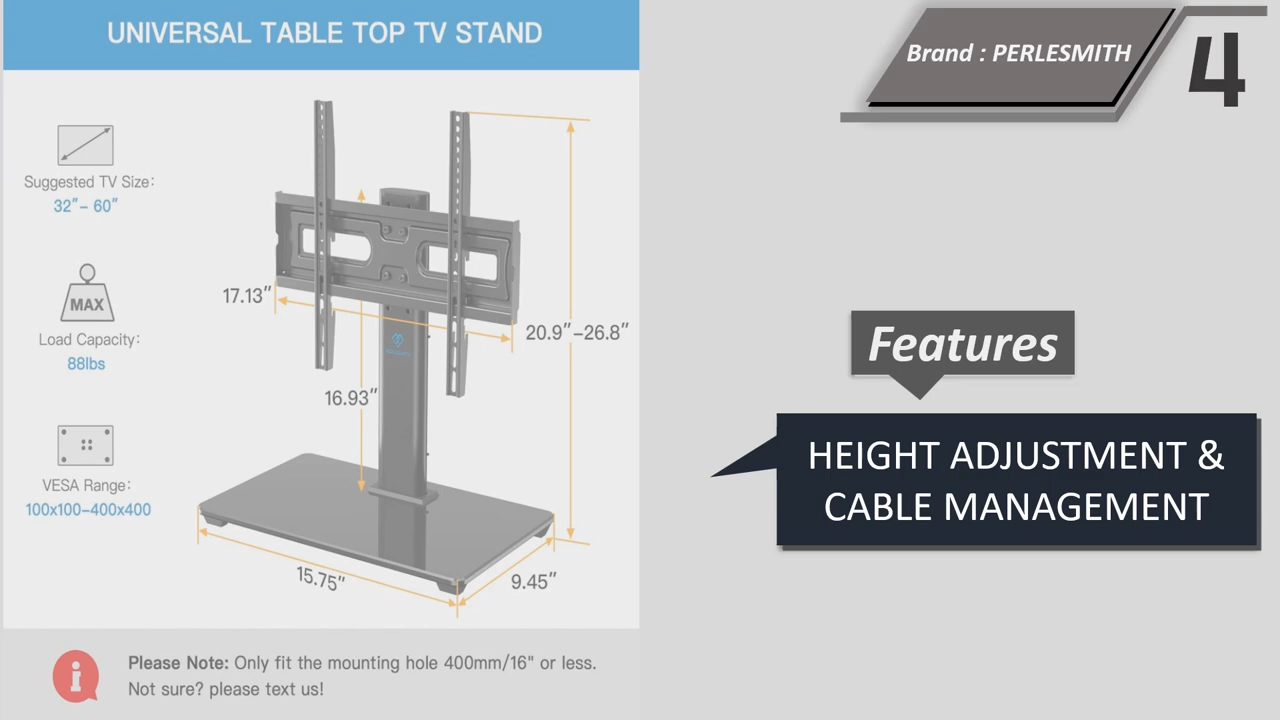 UNIVERSAL TABLE TOP TV STAND
Suggested TV Size:
32"- 60"
MAX
Load Capacity:
88lbs
VESA Range:
100x100-400x400
17.13"
16.93"
20.9"-26.8"
15.75"
9.45"
Please Note: Only fit the mounting hole 400mm/16" or less.
Not sure? please text us!
Brand : PERLESMITH
4
Features
HEIGHT ADJUSTMENT &
CABLE MANAGEMENT